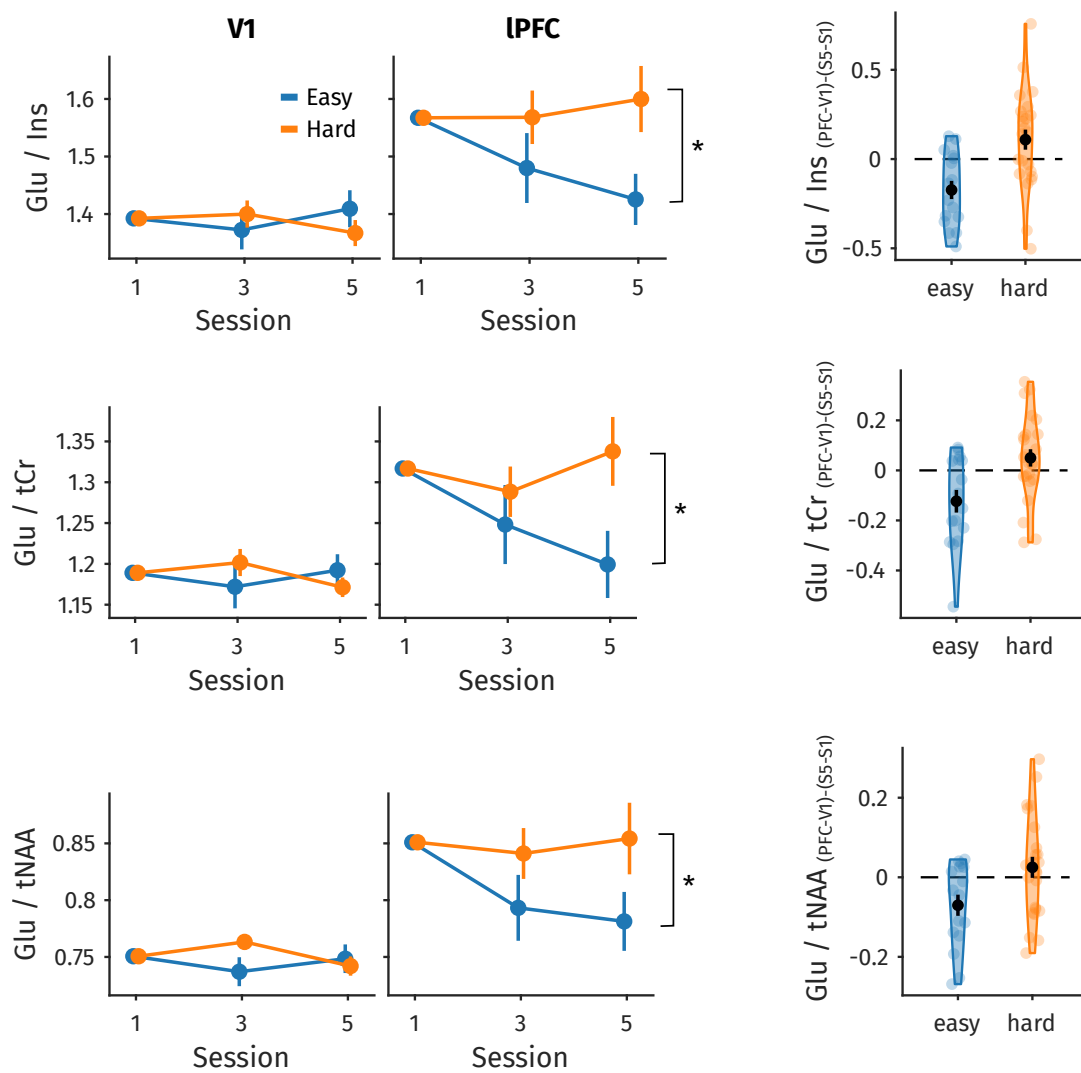 V1
lPFC
Glu / Ins
1.6
1.5
1.4
Easy
Hard
*
1
3
5
1
3
5
Session
Session
Glu / Ins (PFC-V1)-(S5-S1)
0.5
0
-0.5
easy
hard
Glu / tCr
1.35
1.3
1.25
1.2
1.15
*
1
3
5
1
3
5
Session
Session
Glu / tCr (PFC-V1)-(S5-S1)
0.2
0
-0.2
-0.4
easy
hard
Glu / tNAA
0.85
0.8
0.75
*
1
3
5
1
3
5
Session
Session
Glu / tNAA (PFC-V1)-(S5-S1)
0.2
0
-0.2
easy
hard